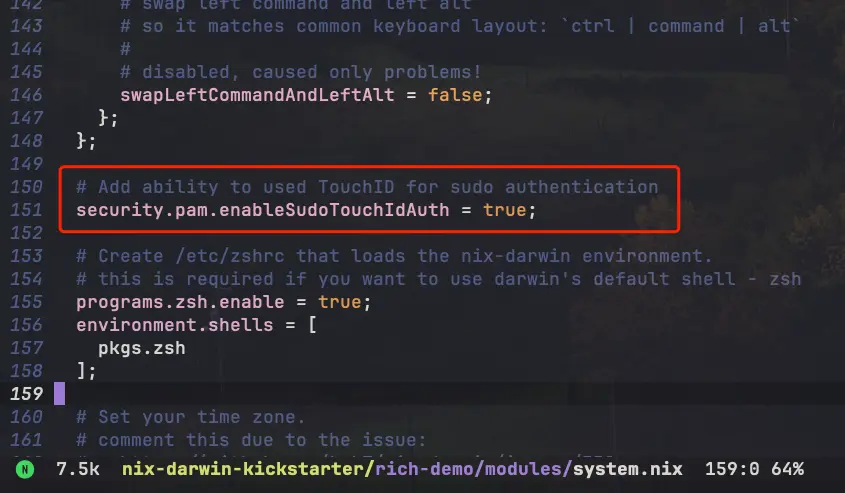 142 # swap left command and left alt
143 # so it matches common keyboard layout: `ctrl | command | alt`
144 #
145 # disabled, caused only problems!
146 swapLeftCommandAndLeftAlt = false;
147 };
148 };
149
150 # Add ability to used TouchID for sudo authentication
151 security.pam.enableSudoTouchIdAuth = true;
152
153 # Create /etc/zshrc that loads the nix-darwin environment.
154 # this is required if you want to use darwin's default shell - zsh
155 programs.zsh.enable = true;
156 environment.shells = [
157 pkgs.zsh
158 ];
159
160 # Set your time zone.
161 # comment this due to the issue:
N 7.5k nix-darwin-kickstarter/rich-demo/modules/system.nix 159:0 64%